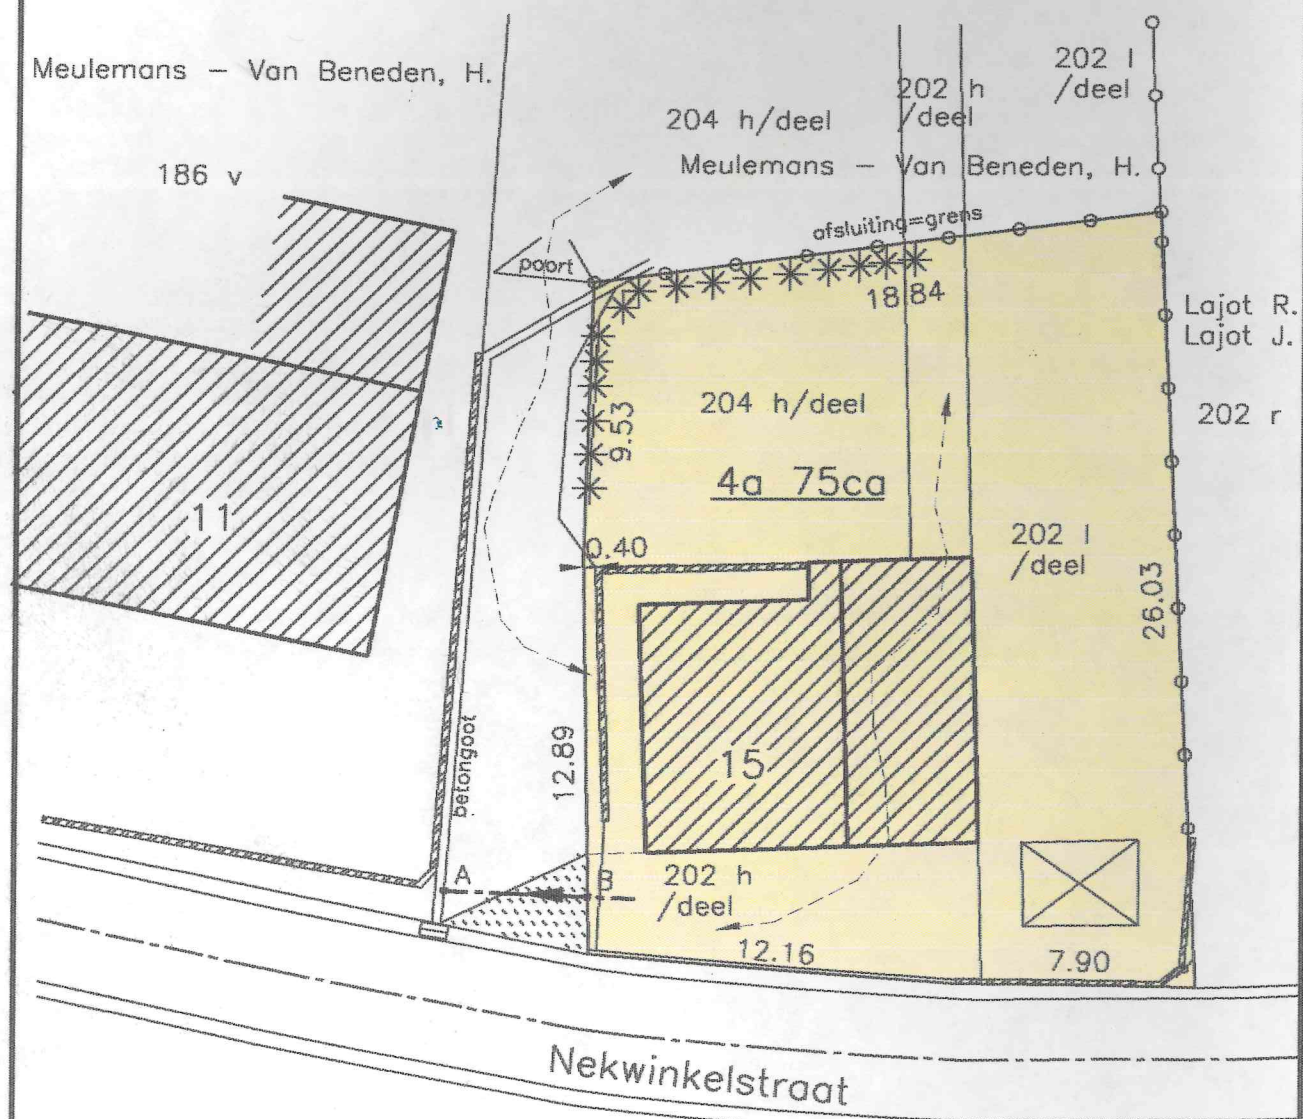 Meulemans – Van Beneden, H.
186 v
202 l
/deel
202 h
/deel
204 h/deel
Meulemans – Van Beneden, H.
afsluiting=grens
poort
18.84
Lajot R.
Lajot J.
202 r
204 h/deel
9.53
4a 75ca
11
0.40
202 l
/deel
26.03
12.89
15
betongoot
A
B
202 h
/deel
12.16
7.90
Nekwinkelstraat